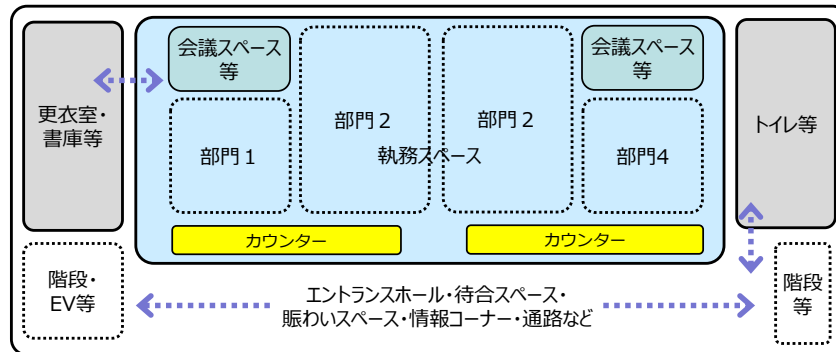 会議スペース
等
会議スペース
等
更衣室・
書庫等
部門２
部門２
トイレ等
部門１
執務スペース
部門4
カウンター
カウンター
階段・
EV等
エントランスホール・待合スペース・
賑わいスペース・情報コーナー・通路など
階段
等